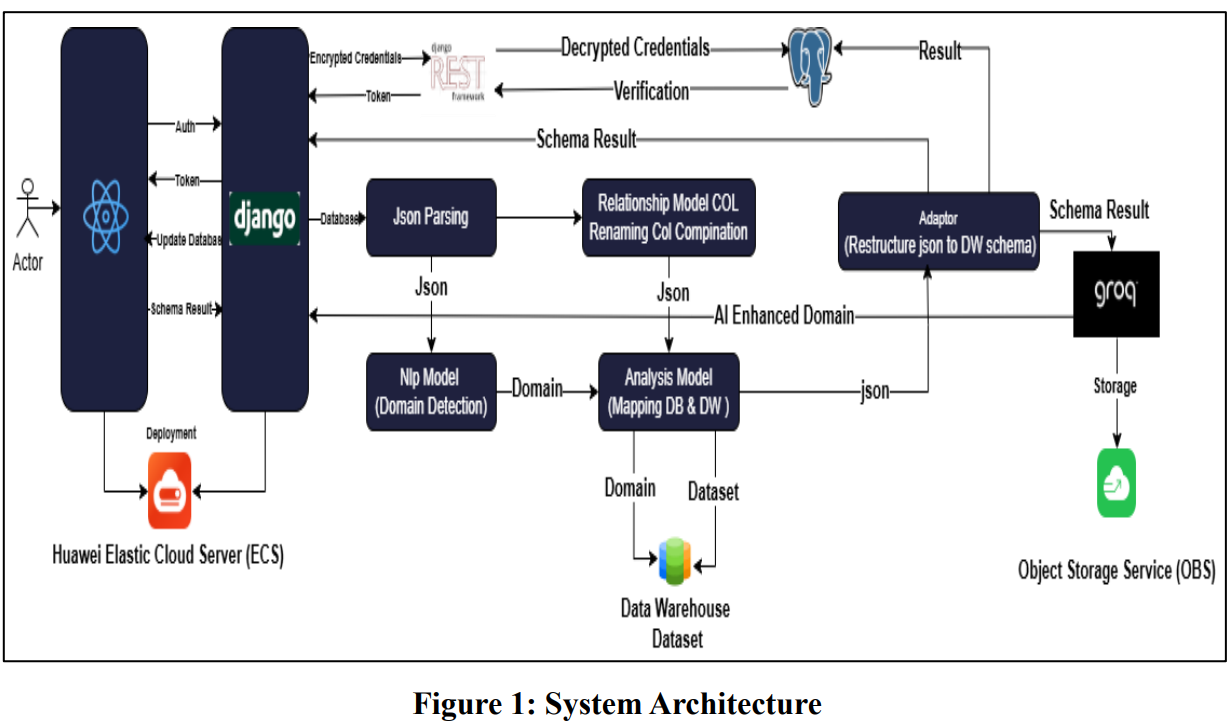 Encrypted Credentials
django
REST
framework
Decrypted Credentials
Result
Token
Verification
Auth
Schema Result
Token
django
Database
Json Parsing
Relationship Model COL
Renaming Col Compination
Adaptor
(Restructure json to DW schema)
Schema Result
Update Databas
Actor
Json
Json
groq
Schema Result
AI Enhanced Domain
Nlp Model
(Domain Detection)
Domain
Analysis Model
(Mapping DB & DW )
json
Storage
Deployment
Domain
Dataset
Huawei Elastic Cloud Server (ECS)
Object Storage Service (OBS)
Data Warehouse
Dataset
Figure 1: System Architecture